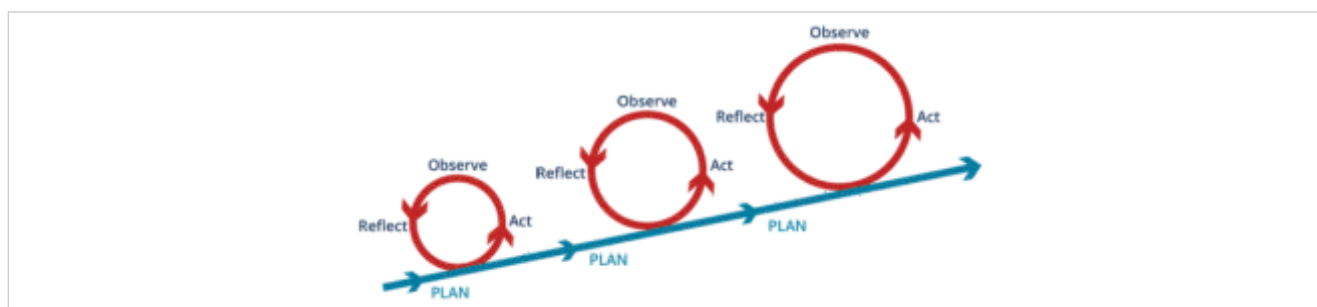 Observe
Observe
Reflect
Act
Observe
Reflect
Act
PLAN
Reflect
Act
PLAN
PLAN